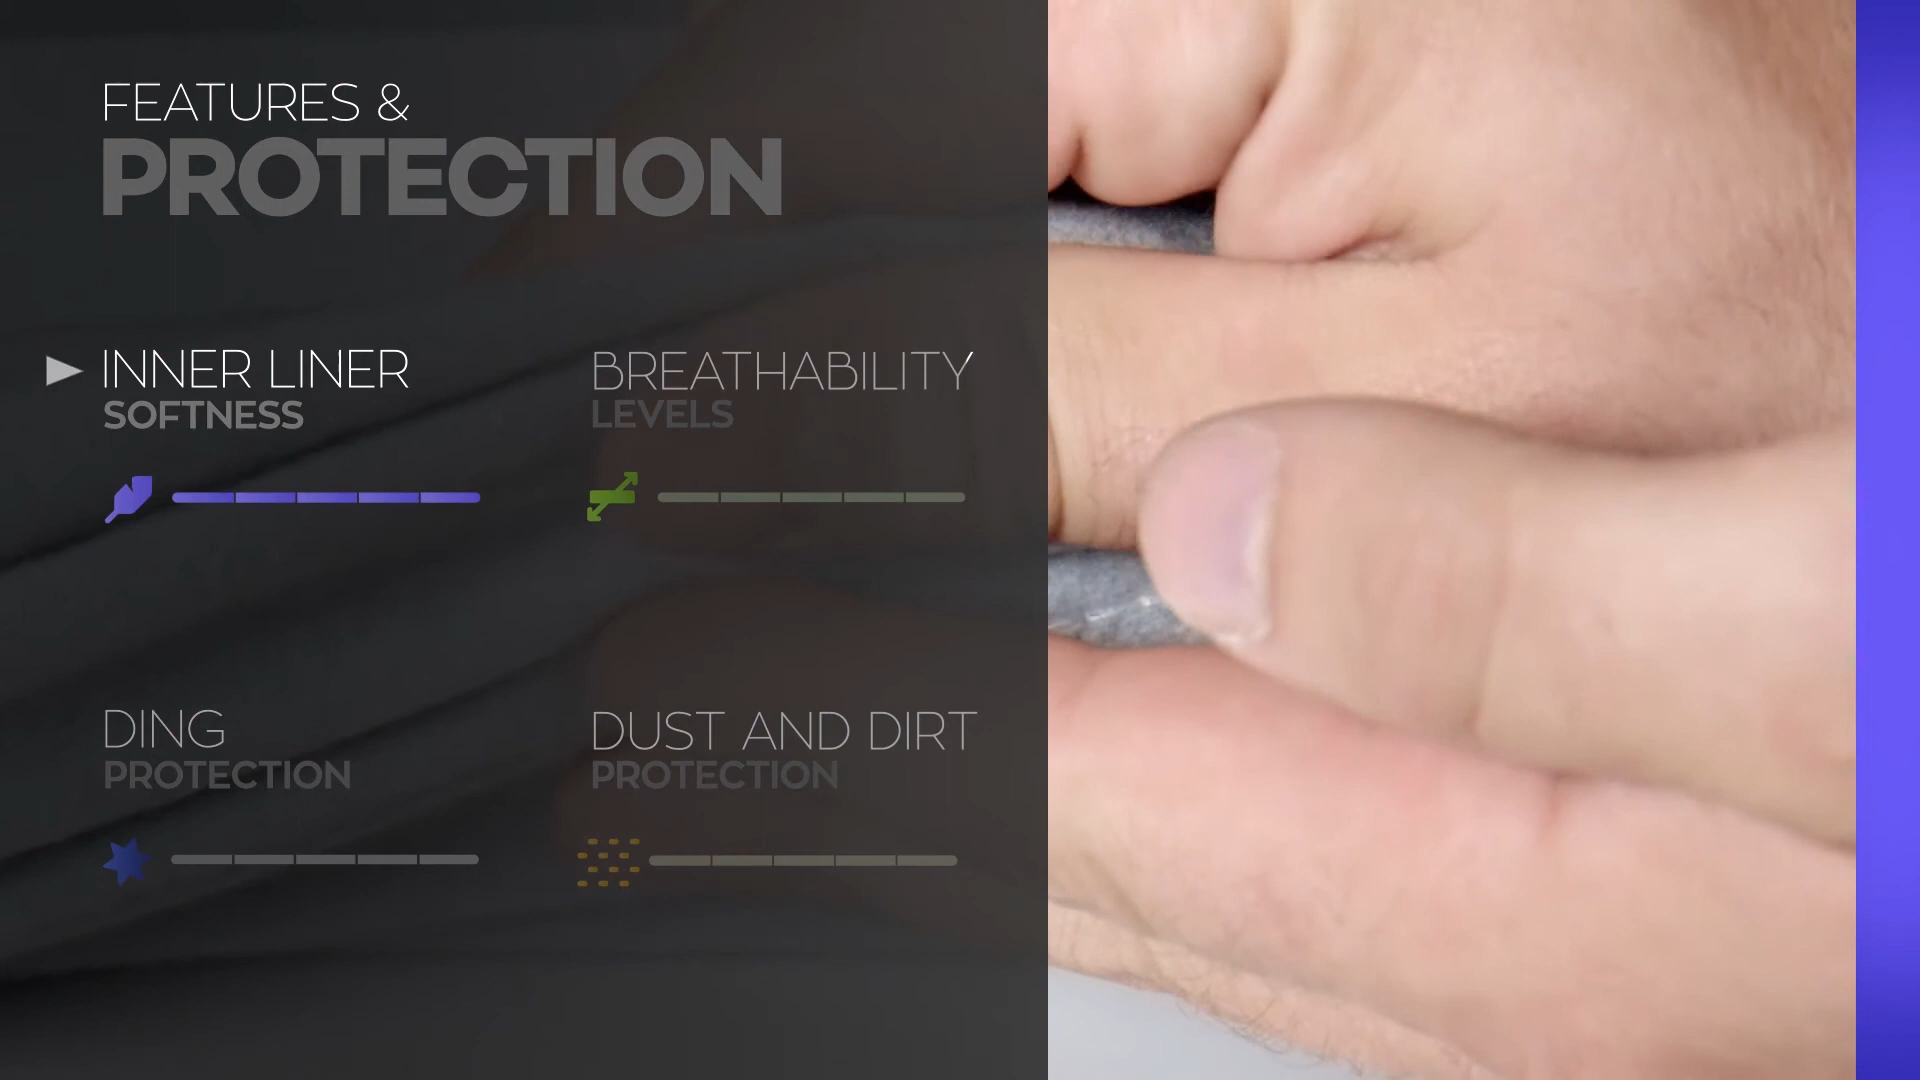 FEATURES &
PROTECTION
INNER LINER
SOFTNESS
BREATHABILITY
LEVELS
DING
PROTECTION
DUST AND DIRT
PROTECTION